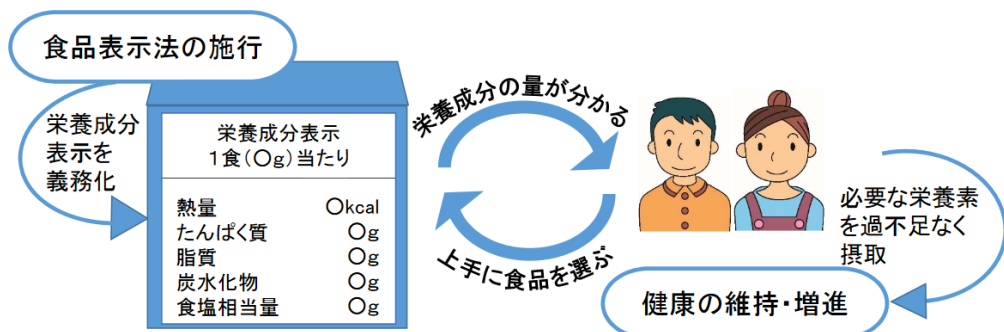 食品表示法の施行
栄養成分
表示を
義務化
栄養成分表示
1食(○g)当たり
熱量 ○kcal
たんぱく質 ○g
脂質 ○g
炭水化物 ○g
食塩相当量 ○g
栄養成分の量が分かる
上手に食品を選ぶ
必要な栄養素
を過不足なく
摂取
健康の維持・増進